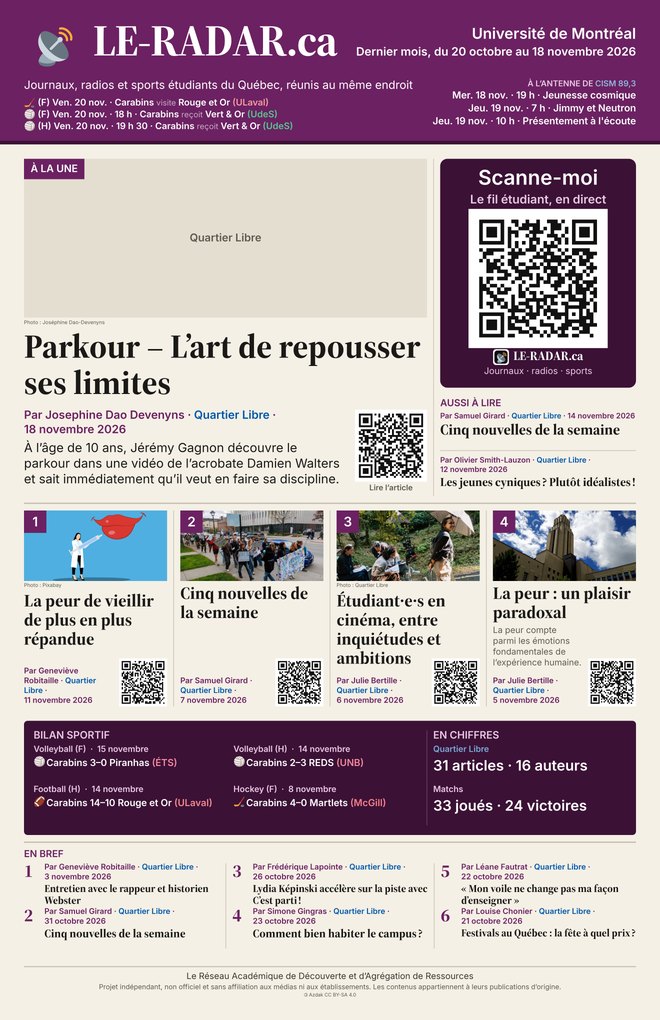 LE-RADAR.ca
Université de Montréal
Dernier mois, du 20 octobre au 18 novembre 2026
Journaux, radios et sports étudiants du Québec, réunis au même endroit
(F) Ven. 20 nov. · Carabins visite Rouge et Or (ULaval)
(F) Ven. 20 nov. · 18 h · Carabins reçoit Vert & Or (UdeS)
(H) Ven. 20 nov. · 19 h 30 · Carabins reçoit Vert & Or (UdeS)
À L'ANTENNE DE CISM 89,3
Mer. 18 nov. · 19 h · Jeunesse cosmique
Jeu. 19 nov. · 7 h · Jimmy et Neutron
Jeu. 19 nov. · 10 h · Présentement à l'écoute
À LA UNE
Quartier Libre
Photo : Joséphine Dao-Devenyns
Parkour – L'art de repousser
ses limites
Par Josephine Dao Devenyns · Quartier Libre ·
18 novembre 2026
À l'âge de 10 ans, Jérémy Gagnon découvre le
parkour dans une vidéo de l'acrobate Damien Walters
et sait immédiatement qu'il veut en faire sa discipline.
Lire l'article
Scanne-moi
Le fil étudiant, en direct
LE-RADAR.ca
Journaux · radios · sports
AUSSI À LIRE
Par Samuel Girard · Quartier Libre · 14 novembre 2026
Cinq nouvelles de la semaine
Par Olivier Smith-Lauzon · Quartier Libre ·
12 novembre 2026
Les jeunes cyniques ? Plutôt idéalistes !
1
Photo : Pixabay
La peur de vieillir
de plus en plus
répandue
Par Geneviève
Robitaille · Quartier
Libre ·
11 novembre 2026
2
Cinq nouvelles de
la semaine
Par Samuel Girard ·
Quartier Libre ·
7 novembre 2026
3
Photo : Quartier Libre
Étudiant·e·s en
cinéma, entre
inquiétudes et
ambitions
Par Julie Bertille ·
Quartier Libre ·
6 novembre 2026
4
La peur : un plaisir
paradoxal
La peur compte
parmi les émotions
fondamentales de
l'expérience humaine.
Par Julie Bertille ·
Quartier Libre ·
5 novembre 2026
BILAN SPORTIF
Volleyball (F) · 15 novembre
Carabins 3–0 Piranhas (ÉTS)
Volleyball (H) · 14 novembre
Carabins 2–3 REDS (UNB)
Football (H) · 14 novembre
Carabins 14–10 Rouge et Or (ULaval)
Hockey (F) · 8 novembre
Carabins 4–0 Martlets (McGill)
EN CHIFFRES
Quartier Libre
31 articles · 16 auteurs
Matchs
33 joués · 24 victoires
EN BREF
1
Par Geneviève Robitaille · Quartier Libre ·
3 novembre 2026
Entretien avec le rappeur et historien
Webster
2
Par Samuel Girard · Quartier Libre ·
31 octobre 2026
Cinq nouvelles de la semaine
3
Par Frédérique Lapointe · Quartier Libre ·
26 octobre 2026
Lydia Képinski accélère sur la piste avec
C'est parti !
4
Par Simone Gingras · Quartier Libre ·
23 octobre 2026
Comment bien habiter le campus ?
5
Par Léane Fautrat · Quartier Libre ·
22 octobre 2026
« Mon voile ne change pas ma façon
d'enseigner »
6
Par Louise Chonier · Quartier Libre ·
21 octobre 2026
Festivals au Québec : la fête à quel prix ?
Le Réseau Académique de Découverte et d'Agrégation de Ressources
Projet indépendant, non officiel et sans affiliation aux médias ni aux établissements. Les contenus appartiennent à leurs publications d'origine.
© Azdak CC BY-SA 4.0